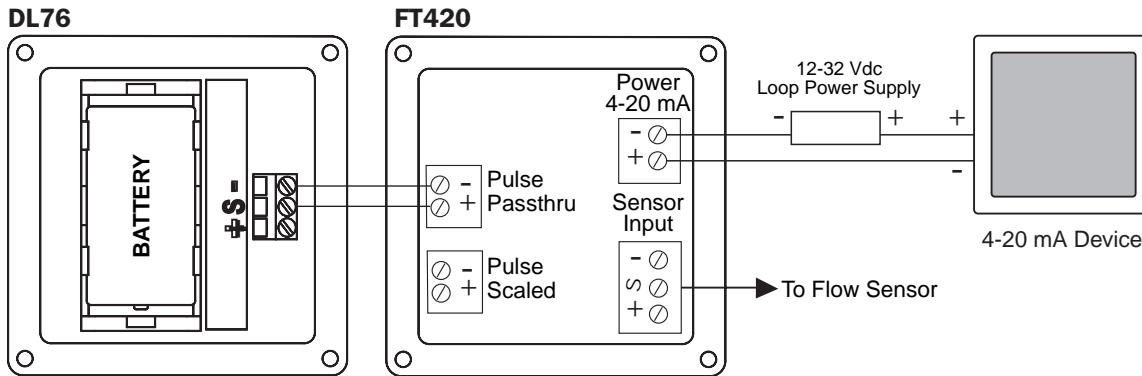 DL76
BATTERY
+ S -
FT420
Power
4-20 mA
-
+
Pulse
Passthru
-
+
Sensor
Input
-
S
+
Pulse
Scaled
-
+
12-32 Vdc
Loop Power Supply
- +
+
-
4-20 mA Device
To Flow Sensor